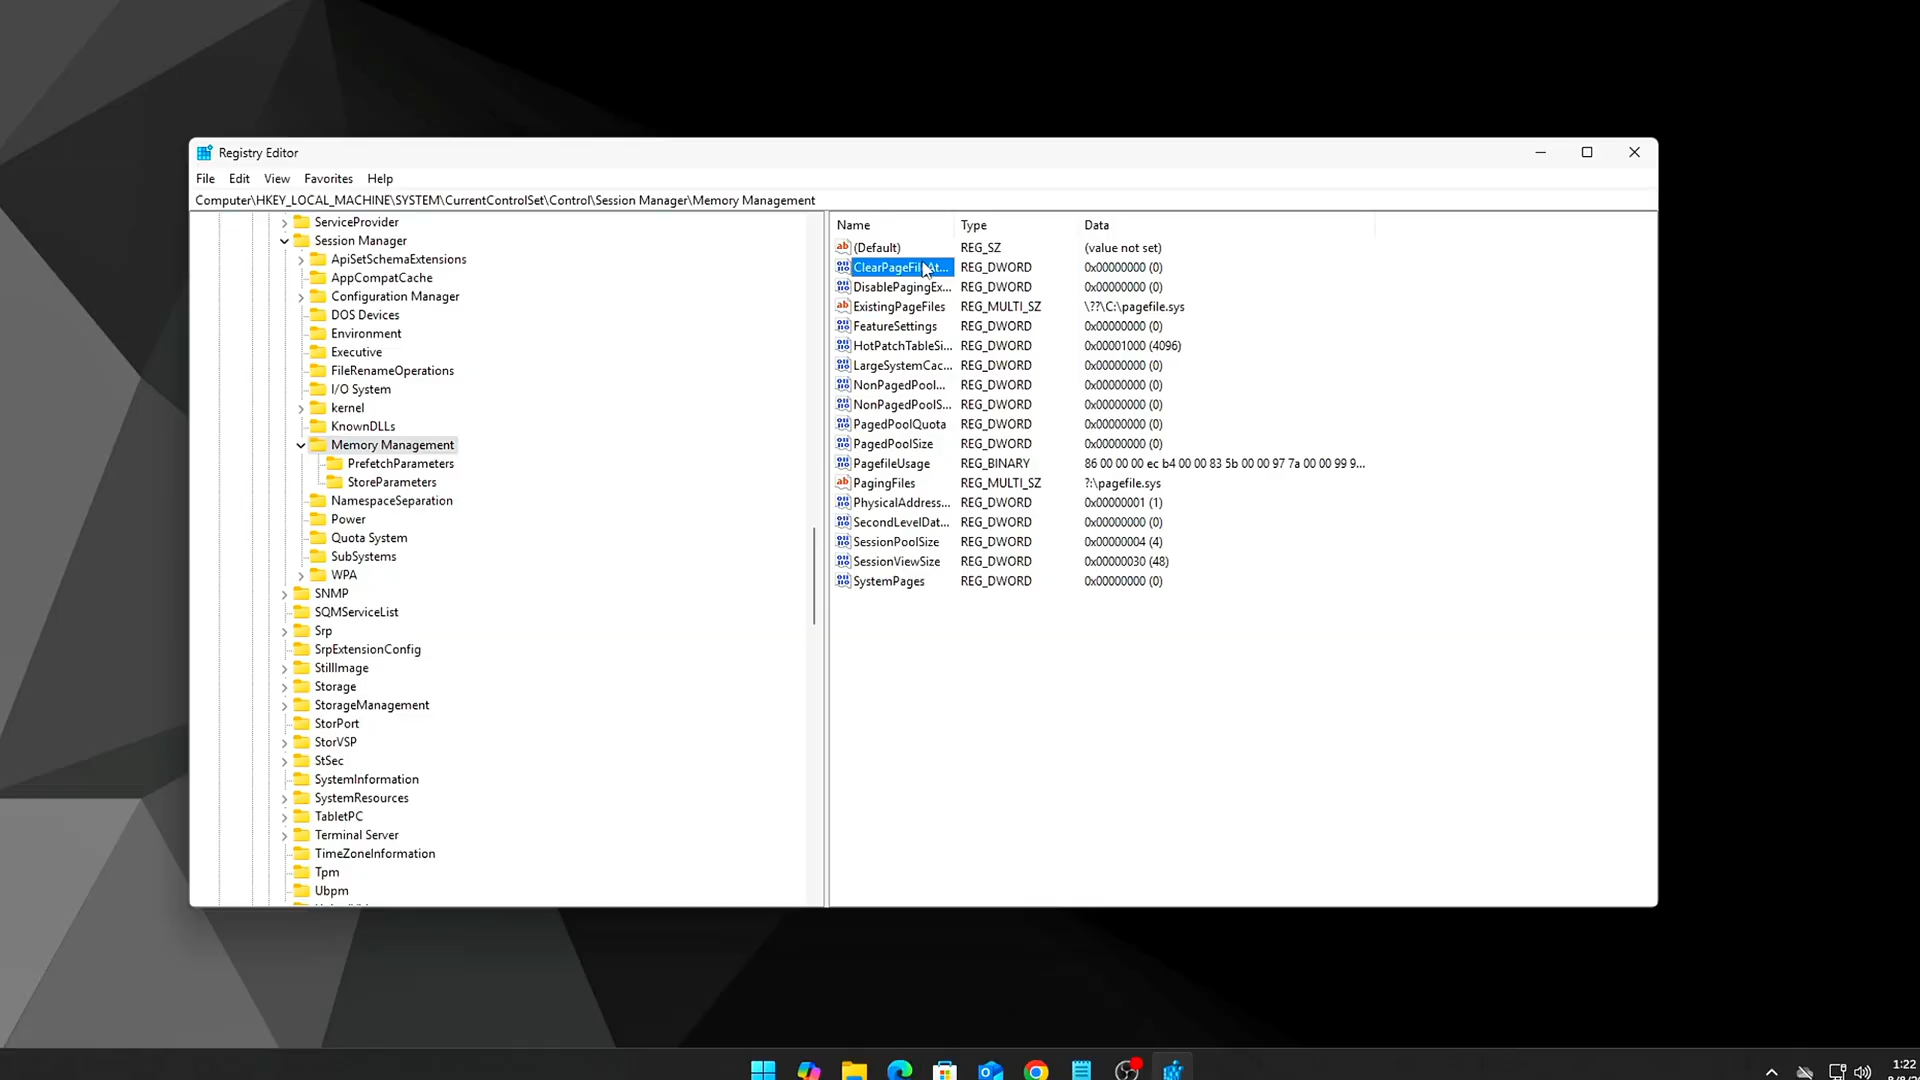 Registry Editor
File Edit View Favorites Help
Computer\HKEY_LOCAL_MACHINE\SYSTEM\CurrentControlSet\Control\Session Manager\Memory Management
ServiceProvider
Session Manager
ApiSetSchemaExtensions
AppCompatCache
Configuration Manager
DOS Devices
Environment
Executive
FileRenameOperations
I/O System
kernel
KnownDLLs
Memory Management
PrefetchParameters
StoreParameters
NamespaceSeparation
Power
Quota System
SubSystems
WPA
SNMP
SQMServiceList
Srp
SrpExtensionConfig
StillImage
Storage
StorageManagement
StorPort
StorVSP
StSec
SystemInformation
SystemResources
TabletPC
Terminal Server
TimeZoneInformation
Tpm
Ubpm
Name Type Data
(Default) REG_SZ (value not set)
ClearPageFileAt... REG_DWORD 0x00000000 (0)
DisablePagingEx... REG_DWORD 0x00000000 (0)
ExistingPageFiles REG_MULTI_SZ \??\C:\pagefile.sys
FeatureSettings REG_DWORD 0x00000000 (0)
HotPatchTableSi... REG_DWORD 0x00001000 (4096)
LargeSystemCac... REG_DWORD 0x00000000 (0)
NonPagedPool... REG_DWORD 0x00000000 (0)
NonPagedPoolS... REG_DWORD 0x00000000 (0)
PagedPoolQuota REG_DWORD 0x00000000 (0)
PagedPoolSize REG_DWORD 0x00000000 (0)
PagefileUsage REG_BINARY 86 00 00 00 ec b4 00 00 83 5b 00 00 97 7a 00 00 99 9...
PagingFiles REG_MULTI_SZ ?:\pagefile.sys
PhysicalAddress... REG_DWORD 0x00000001 (1)
SecondLevelDat... REG_DWORD 0x00000000 (0)
SessionPoolSize REG_DWORD 0x00000004 (4)
SessionViewSize REG_DWORD 0x00000030 (48)
SystemPages REG_DWORD 0x00000000 (0)
1:22